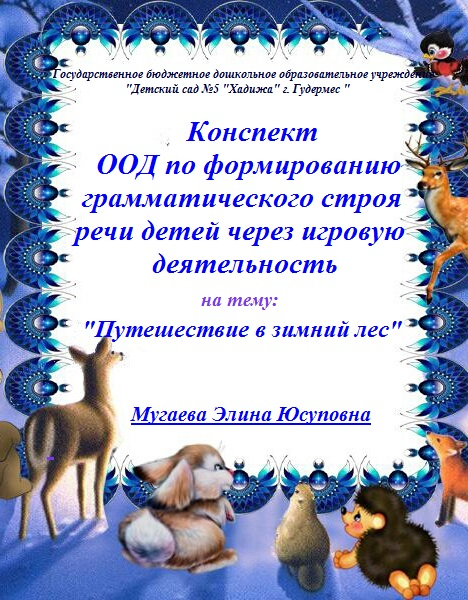 Государственное бюджетное дошкольное образовательное учреждение
"Детский сад №5 "Хадижа" г. Гудермес "
Конспект
ООД по формированию
грамматического строя
речи детей через игровую
деятельность
на тему:
"Путешествие в зимний лес"
Мугаева Элина Юсуповна